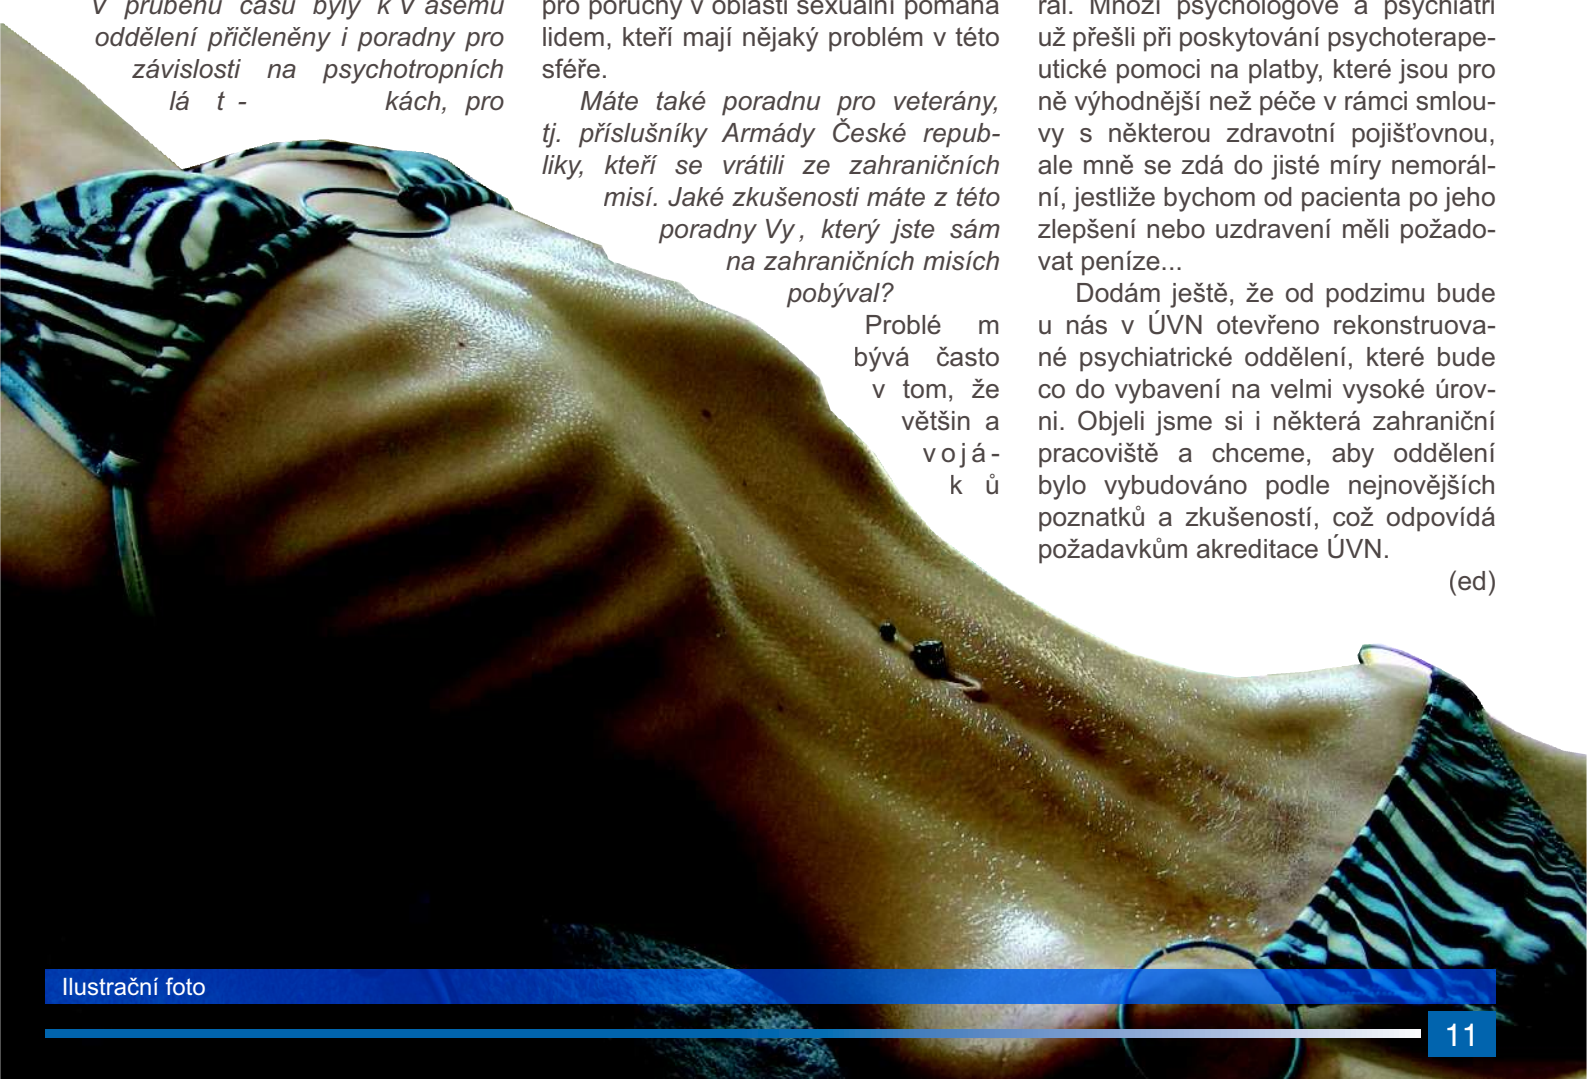 V průběhu času byly k V ašemu
oddělení přičleněny i poradny pro
závislosti na psychotropních
lá t - kách, pro
pro poruchy v oblasti sexuální pomáhá
lidem, kteří mají nějaký problém v této
sféře.
Máte také poradnu pro veterány,
tj. příslušníky Armády České repub-
liky, kteří se vrátili ze zahraničních
misí. Jaké zkušenosti máte z této
poradny Vy , který jste sám
na zahraničních misích
pobýval?
Problé m
bývá často
v tom, že
většin a
v o j á -
k ů
rál. Mnozí psychologové a psychiatři
už přešli při poskytování psychoterape-
utické pomoci na platby, které jsou pro
ně výhodnější než péče v rámci smlou-
vy s některou zdravotní pojišťovnou,
ale mně se zdá do jisté míry nemorál-
ní, jestliže bychom od pacienta po jeho
zlepšení nebo uzdravení měli požado-
vat peníze...
Dodám ještě, že od podzimu bude
u nás v ÚVN otevřeno rekonstruova-
né psychiatrické oddělení, které bude
co do vybavení na velmi vysoké úrov-
ni. Objeli jsme si i některá zahraniční
pracoviště a chceme, aby oddělení
bylo vybudováno podle nejnovějších
poznatků a zkušeností, což odpovídá
požadavkům akreditace ÚVN.
(ed)
Ilustrační foto
11